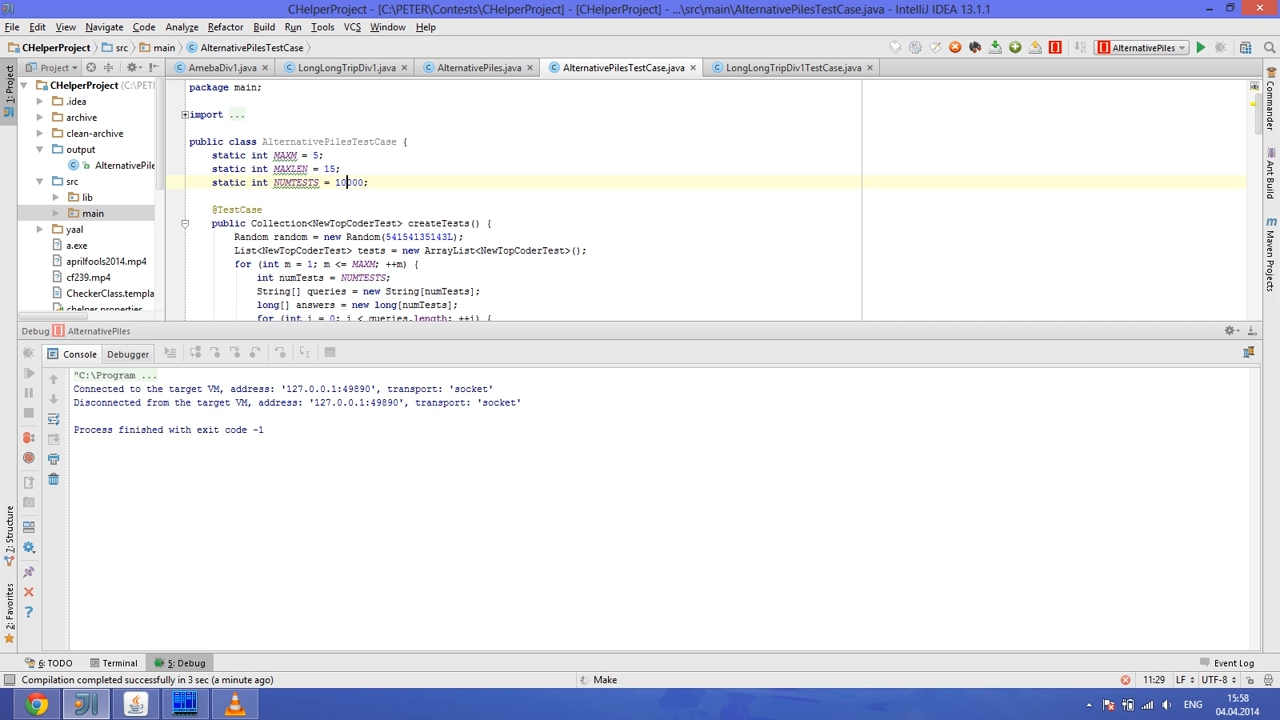 CHelperProject - [C:\PETER\Contests\CHelperProject] - [CHelperProject] - ...\src\main\AlternativePilesTestCase.java - IntelliJ IDEA 13.1.1
File Edit View Navigate Code Analyze Refactor Build Run Tools VCS Window Help
CHelperProject src main AlternativePilesTestCase AlternativePiles
Project AmebaDiv1.java LongLongTripDiv1.java AlternativePiles.java AlternativePilesTestCase.java LongLongTripDiv1TestCase.java
1: Project
CHelperProject (C:\PETE
.idea
archive
clean-archive
output
AlternativePile
src
lib
main
yaal
a.exe
aprilfools2014.mp4
cf239.mp4
CheckerClass.templa
chelper.properties
package main;
import ...
public class AlternativePilesTestCase {
static int MAXM = 5;
static int MAXLEN = 15;
static int NUMTESTS = 10000;
@TestCase
public Collection<NewTopCoderTest> createTests() {
Random random = new Random(54154135143L);
List<NewTopCoderTest> tests = new ArrayList<NewTopCoderTest>();
for (int m = 1; m <= MAXM; ++m) {
int numTests = NUMTESTS;
String[] queries = new String[numTests];
long[] answers = new long[numTests];
for (int i = 0; i < queries.length; ++i) {
Commander
Ant Build
Maven Projects
Debug AlternativePiles
Console Debugger
"C:\Program ...
Connected to the target VM, address: '127.0.0.1:49890', transport: 'socket'
Disconnected from the target VM, address: '127.0.0.1:49890', transport: 'socket'
Process finished with exit code -1
7: Structure
2: Favorites
6: TODO Terminal 5: Debug Event Log
Compilation completed successfully in 3 sec (a minute ago) Make 11:29 LF UTF-8
ENG 15:58
04.04.2014